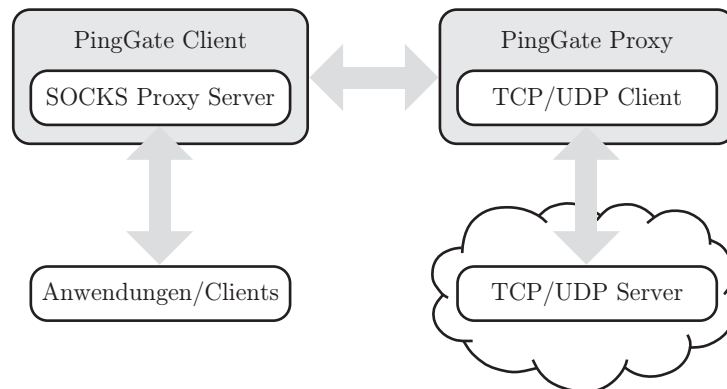 PingGate Client
SOCKS Proxy Server
PingGate Proxy
TCP/UDP Client
Anwendungen/Clients
TCP/UDP Server